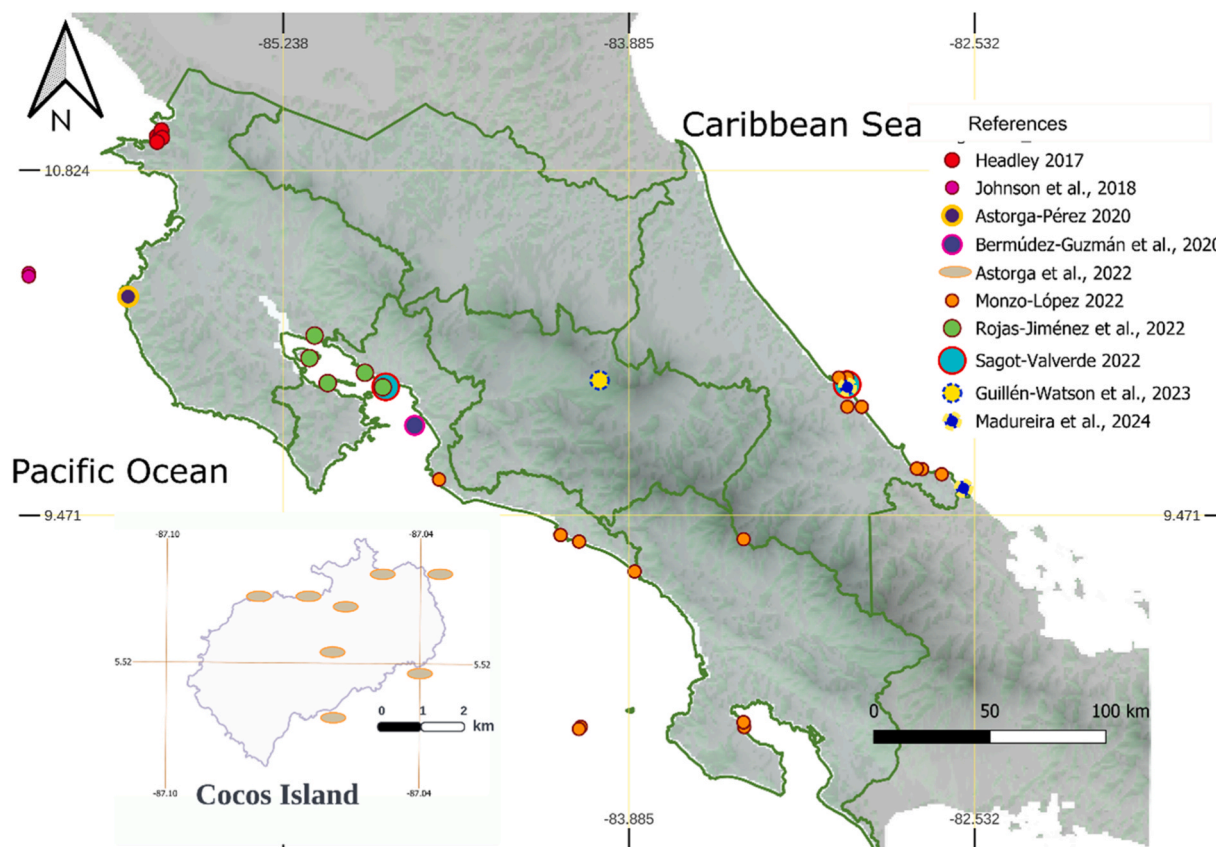 -85.238
-83.885
-82.532
N
Caribbean Sea
References
Headley 2017
10.824
Johnson et al., 2018
Astorga-Pérez 2020
Bermúdez-Guzmán et al., 2020
Astorga et al., 2022
Monzo-López 2022
Rojas-Jiménez et al., 2022
Sagot-Valverde 2022
Guillén-Watson et al., 2023
Madureira et al., 2024
Pacific Ocean
9.471
9.471
-87.10
-87.04
5.52
5.52
0 1 2
km
-87.10
-87.04
Cocos Island
0 50 100 km
-83.885
-82.532